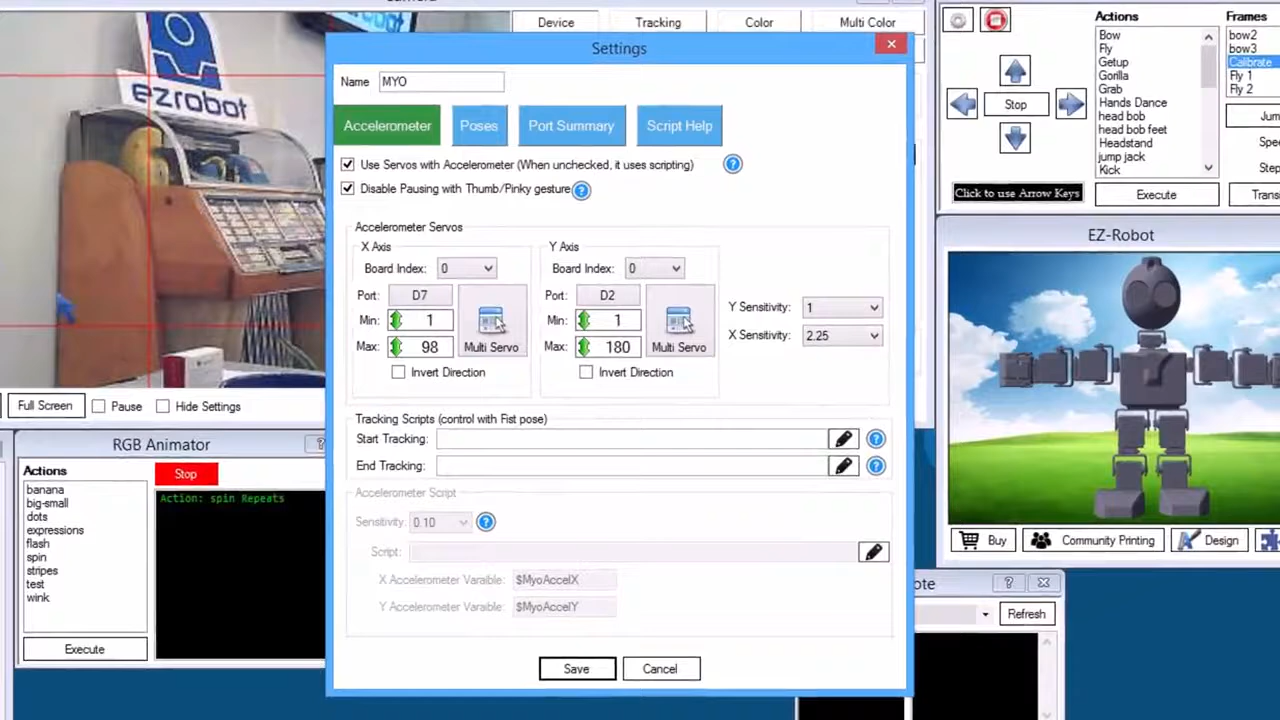 Device
Tracking
Color
Multi Color
ezrobot
Full Screen
Pause
Hide Settings
RGB Animator
?
Actions
Stop
banana
big-small
dots
expressions
flash
spin
stripes
test
wink
Action: spin Repeats
Execute
Settings
Name
MYO
Accelerometer
Poses
Port Summary
Script Help
Use Servos with Accelerometer (When unchecked, it uses scripting)
?
Disable Pausing with Thumb/Pinky gesture
?
Accelerometer Servos
X Axis
Board Index:
0
Port:
D7
Min:
1
Max:
98
Multi Servo
Invert Direction
Y Axis
Board Index:
0
Port:
D2
Min:
1
Max:
180
Multi Servo
Invert Direction
Y Sensitivity:
1
X Sensitivity:
2.25
Tracking Scripts (control with Fist pose)
Start Tracking:
?
End Tracking:
?
Accelerometer Script
Sensitivity:
0.10
?
Script:
X Accelerometer Varaible:
$MyoAccelX
Y Accelerometer Variable:
$MyoAccelY
Save
Cancel
Stop
Click to use Arrow Keys
Actions
Bow
Fly
Getup
Gorilla
Grab
Hands Dance
head bob
head bob feet
Headstand
jump jack
Kick
Execute
Frames
bow2
bow3
Calibrate
Fly 1
Fly 2
EZ-Robot
Buy
Community Printing
Design
?
Refresh